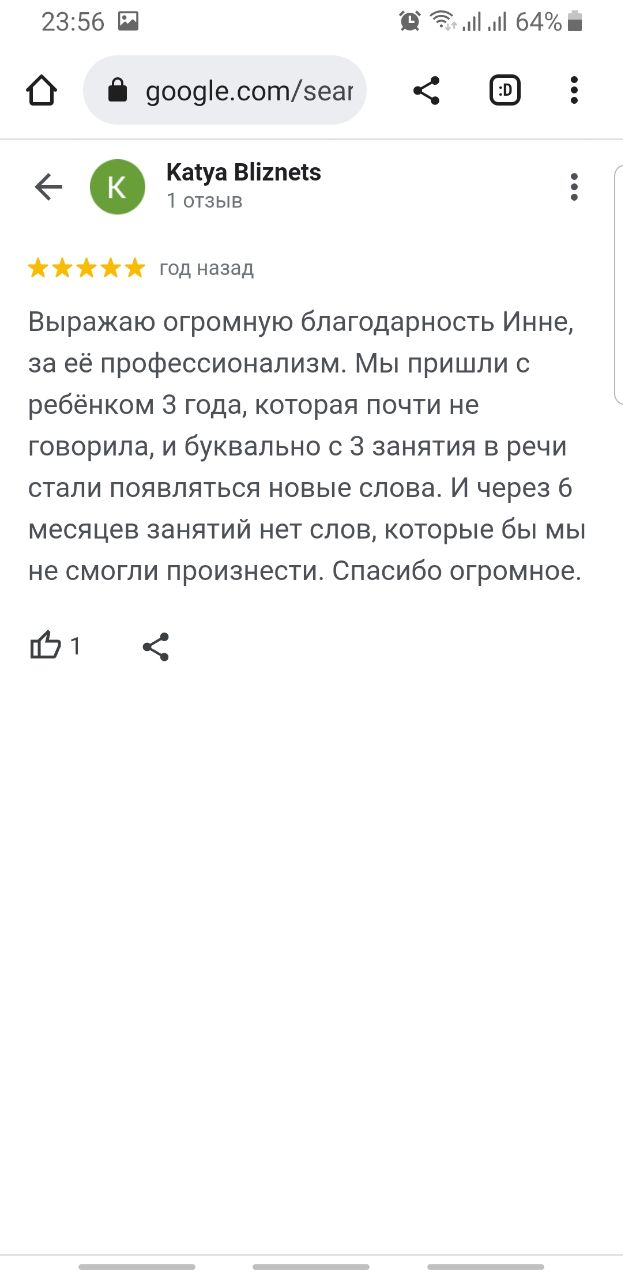 23:56
64%
google.com/sear
:D
K
Katya Bliznets
1 отзыв
год назад
Выражаю огромную благодарность Инне,
за её профессионализм. Мы пришли с
ребёнком 3 года, которая почти не
говорила, и буквально с 3 занятия в речи
стали появляться новые слова. И через 6
месяцев занятий нет слов, которые бы мы
не смогли произнести. Спасибо огромное.
1